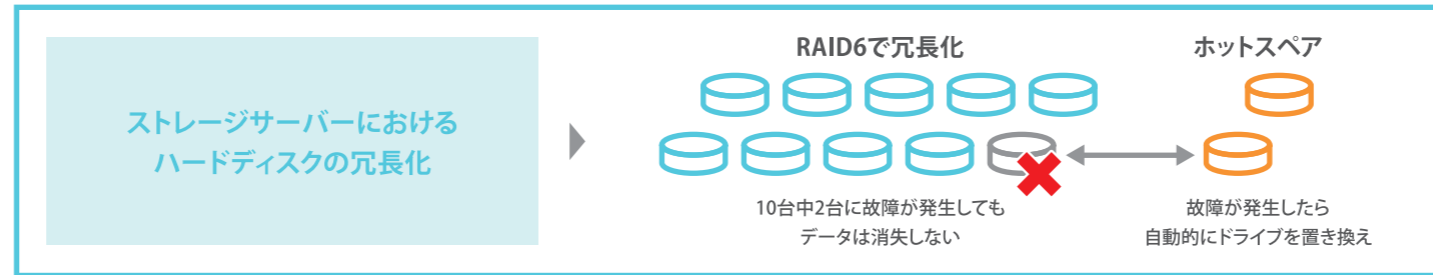 ストレージサーバーにおける
ハードディスクの冗長化
RAID6で冗長化
10台中2台に故障が発生しても
データは消失しない
ホットスペア
故障が発生したら
自動的にドライブを置き換え